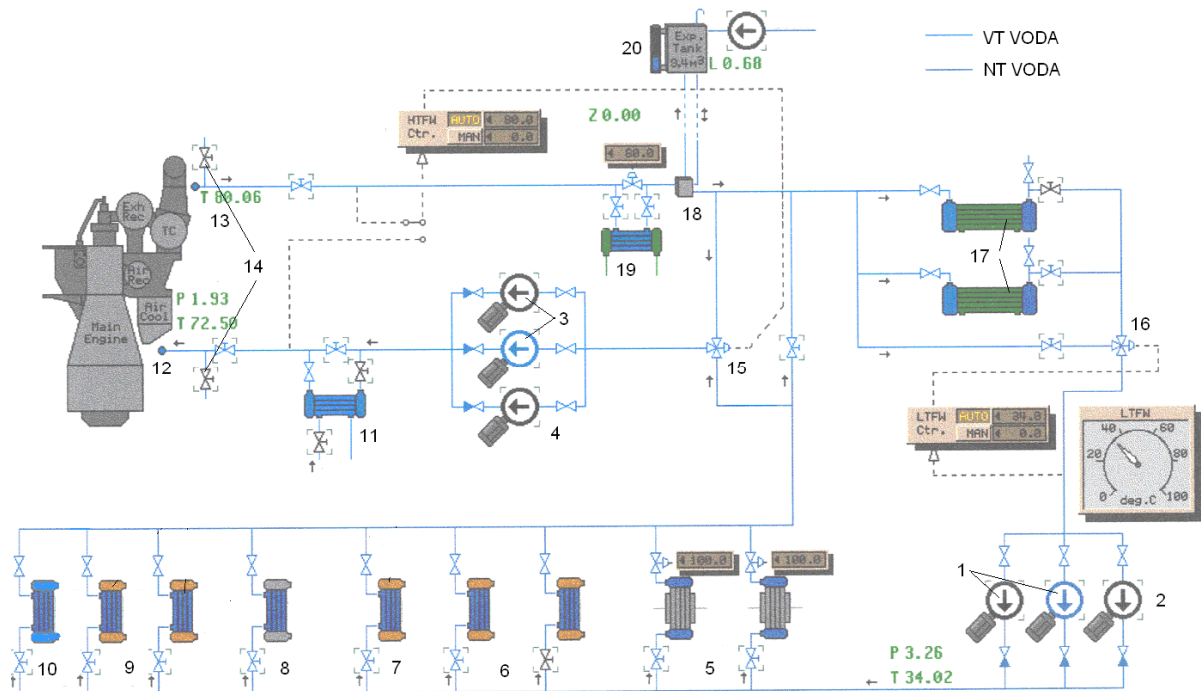 20
Exp.
Tank
9,4м3
L 0.68
VT VODA
NT VODA
HTFW
Ctr.
AUTO
80.0
MAN
0.0
Z 0.00
60.0
T 80.06
13
18
14
19
17
Exh
Rec
TC
Air
Rec
Air
Cool
Main
Engine
P 1.93
T 72.50
12
3
15
16
4
11
LTFW
Ctr.
AUTO
34.0
MAN
0.0
LTFW
0
20
40
60
80
100
deg.C
100.0
100.0
1
2
10
9
8
7
6
5
P 3.26
T 34.02